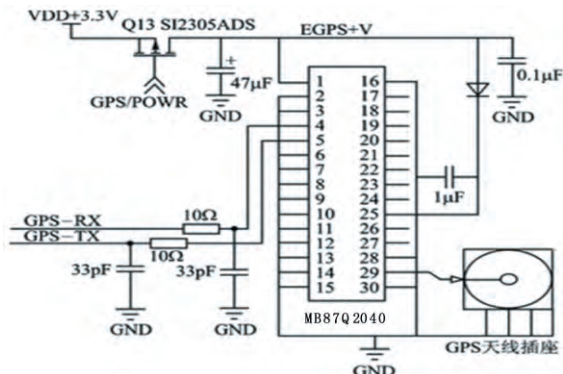 VDD+3.3V
Q13 SI2305ADS
EGPS+V
+
47μF
0.1μF
GPS/POWR
GND
GND
1 16
2 17
3 18
4 19
5 20
6 21
7 22
8 23
9 24
10 25
11 26
12 27
13 28
14 29
15 30
1μF
GPS-RX
10Ω
GPS-TX
10Ω
33pF
33pF
MB87Q2040
GND
GND
GND
GPS天线插座